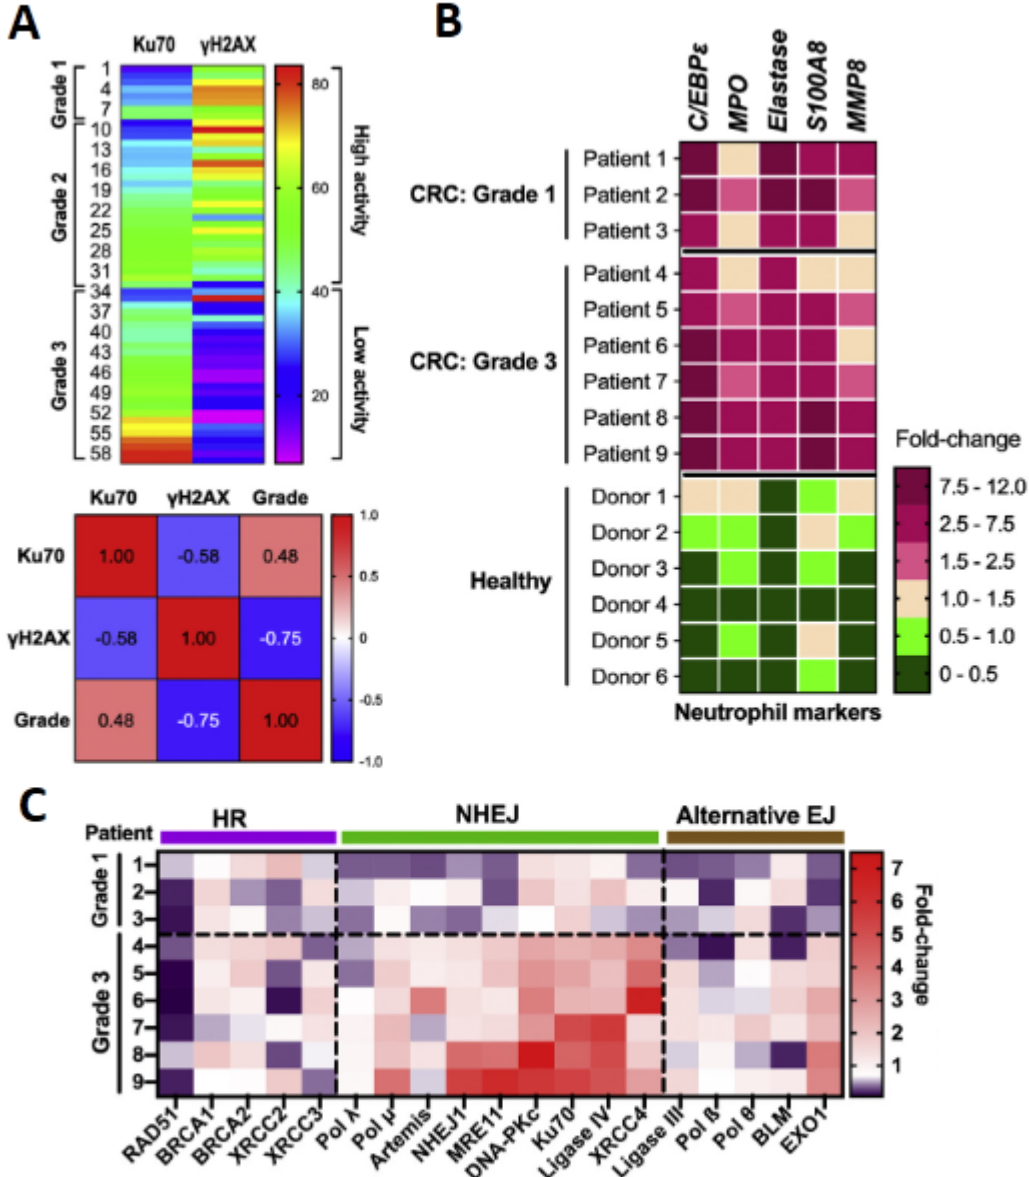 A
Ku70 γH2AX
Grade 1
Grade 2
Grade 3
1
4
7
10
13
16
19
22
25
28
31
34
37
40
43
46
49
52
55
58
80
60
40
20
High activity
Low activity
Ku70 γH2AX Grade
Ku70 1.00 -0.58 0.48
γH2AX -0.58 1.00 -0.75
Grade 0.48 -0.75 1.00
1.0
0.5
0
-0.5
-1.0
B
C/EBPε MPO Elastase S100A8 MMP8
CRC: Grade 1
Patient 1
Patient 2
Patient 3
CRC: Grade 3
Patient 4
Patient 5
Patient 6
Patient 7
Patient 8
Patient 9
Healthy
Donor 1
Donor 2
Donor 3
Donor 4
Donor 5
Donor 6
Neutrophil markers
Fold-change
7.5 - 12.0
2.5 - 7.5
1.5 - 2.5
1.0 - 1.5
0.5 - 1.0
0 - 0.5
C
HR NHEJ Alternative EJ
Patient
Grade 1
Grade 3
1
2
3
4
5
6
7
8
9
RAD51 BRCA1 BRCA2 XRCC2 XRCC3 Pol λ Pol μ Artemis NHEJ1 MRE11 DNA-PKc Ku70 Ligase IV XRCC4 Ligase III Pol ß Pol θ BLM EXO1
7
6
5
4
3
2
1
Fold-change